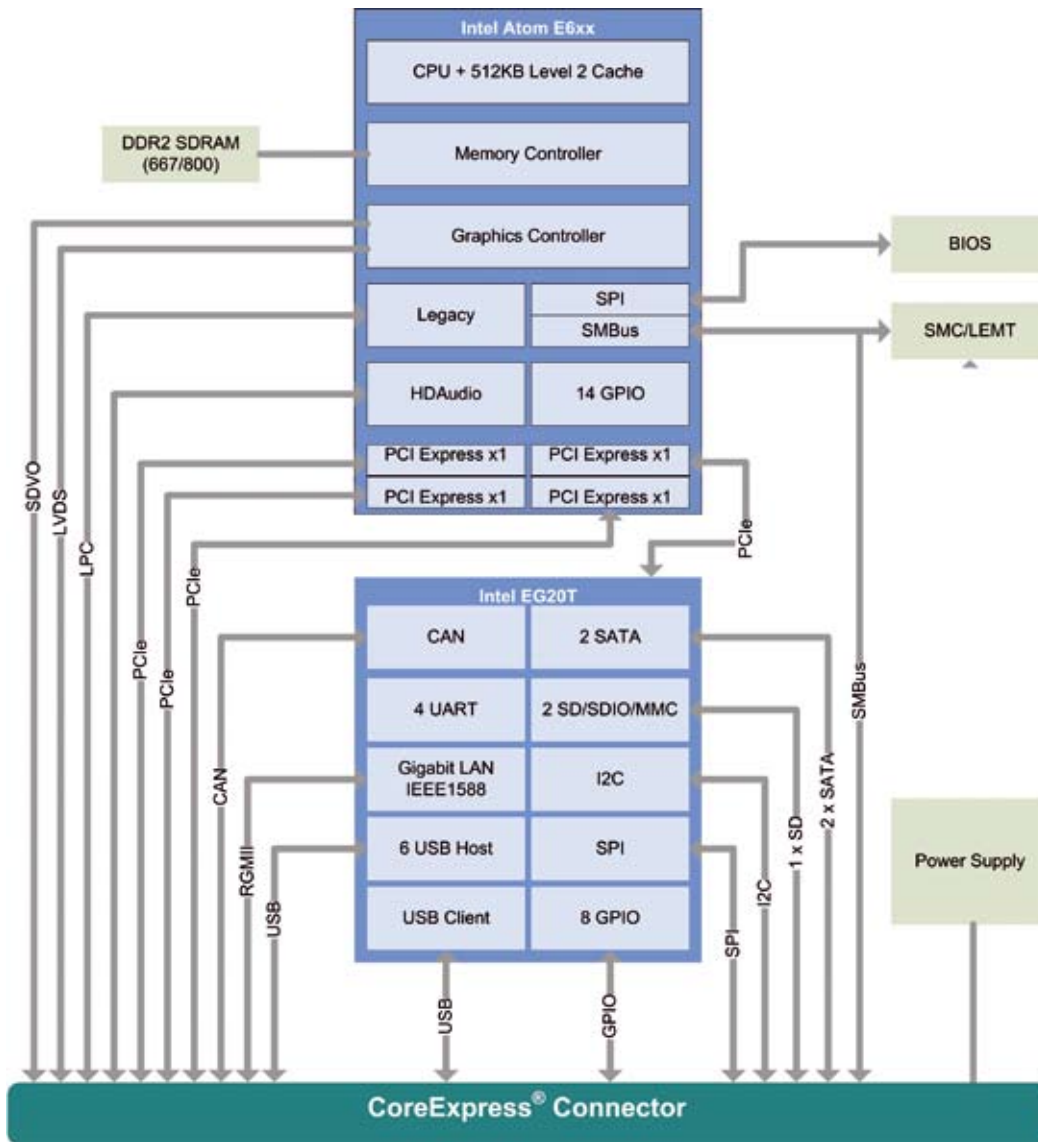 Intel Atom E6xx
CPU + 512KB Level 2 Cache
DDR2 SDRAM
(667/800)
Memory Controller
Graphics Controller
BIOS
Legacy
SPI
SMBus
SMC/LEMT
HDAudio
14 GPIO
PCI Express x1
PCI Express x1
PCI Express x1
PCI Express x1
SDVO
LVDS
LPC
PCIe
PCIe
PCIe
PCIe
Intel EG20T
CAN
2 SATA
4 UART
2 SD/SDIO/MMC
Gigabit LAN
IEEE1588
I2C
6 USB Host
SPI
USB Client
8 GPIO
CAN
RGMII
USB
USB
GPIO
SPI
I2C
1 x SD
2 x SATA
SMBus
Power Supply
CoreExpress® Connector